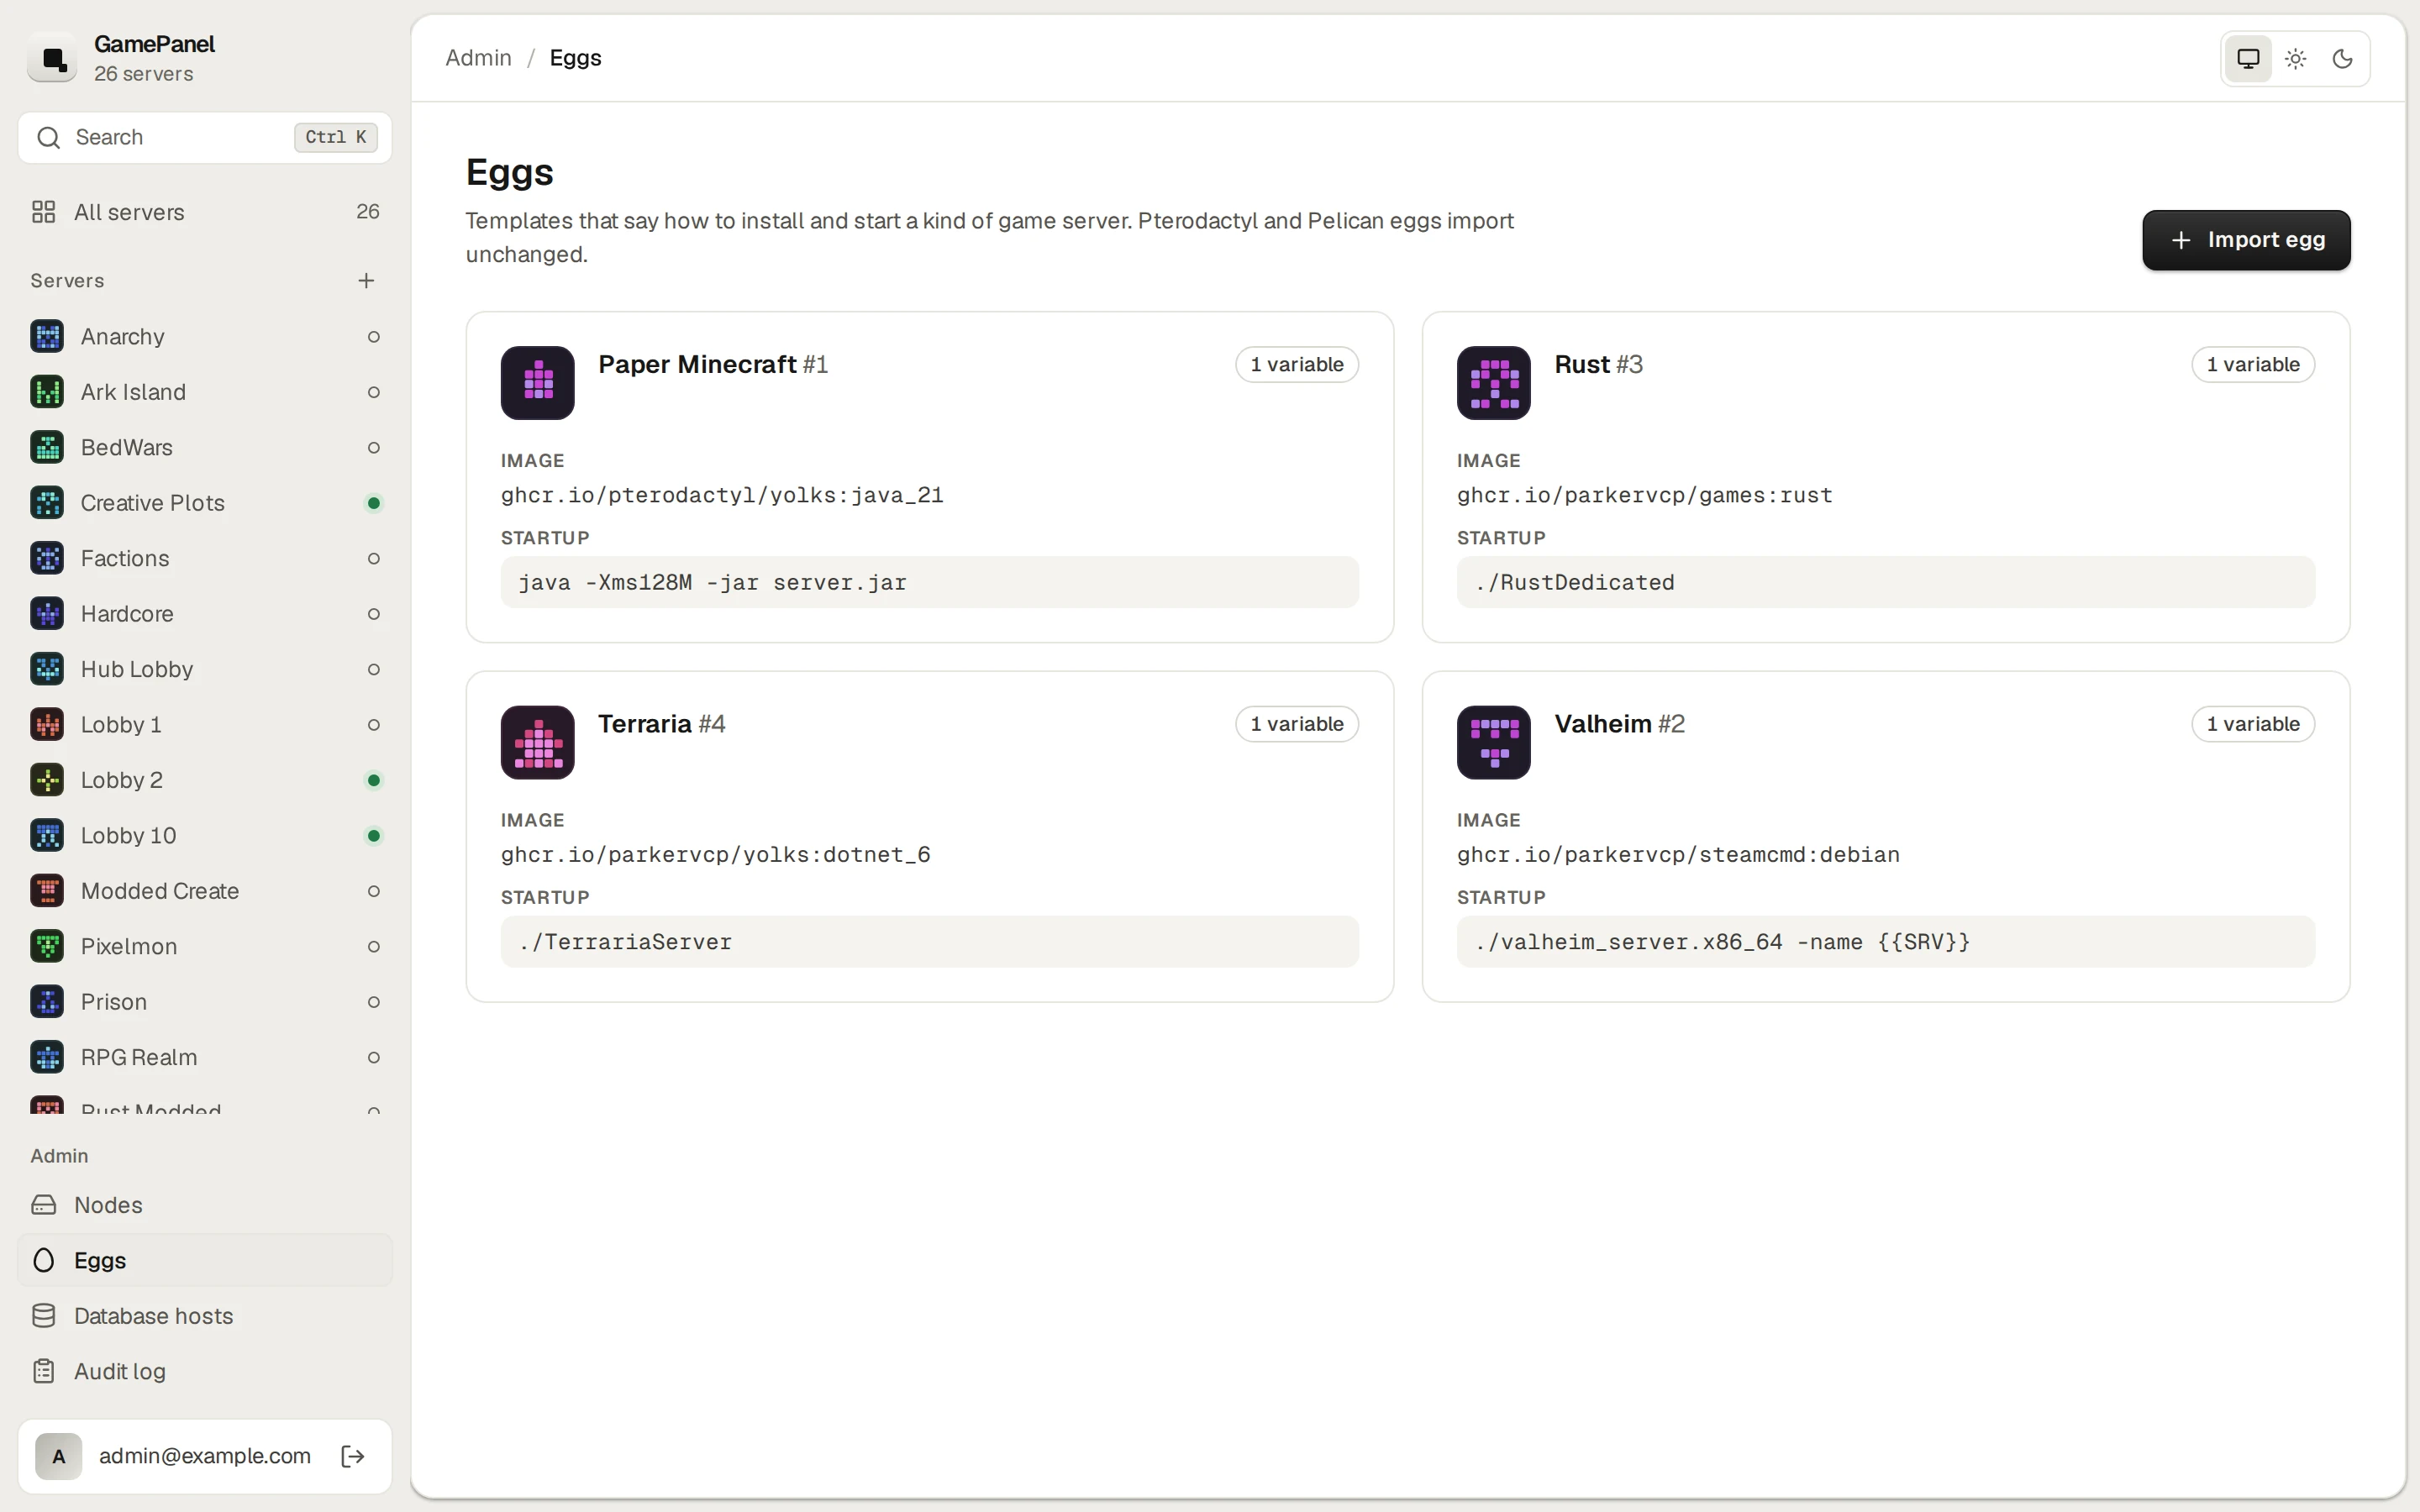 GamePanel
26 servers
Search
Ctrl K
All servers
26
Servers
Anarchy
Ark Island
BedWars
Creative Plots
Factions
Hardcore
Hub Lobby
Lobby 1
Lobby 2
Lobby 10
Modded Create
Pixelmon
Prison
RPG Realm
Rust Modded
Admin
Nodes
Eggs
Database hosts
Audit log
A
admin@example.com
Admin / Eggs
Eggs
Templates that say how to install and start a kind of game server. Pterodactyl and Pelican eggs import
unchanged.
Import egg
Paper Minecraft #1
1 variable
IMAGE
ghcr.io/pterodactyl/yolks:java_21
STARTUP
java -Xms128M -jar server.jar
Rust #3
1 variable
IMAGE
ghcr.io/parkervcp/games:rust
STARTUP
./RustDedicated
Terraria #4
1 variable
IMAGE
ghcr.io/parkervcp/yolks:dotnet_6
STARTUP
./TerrariaServer
Valheim #2
1 variable
IMAGE
ghcr.io/parkervcp/steamcmd:debian
STARTUP
./valheim_server.x86_64 -name {{SRV}}